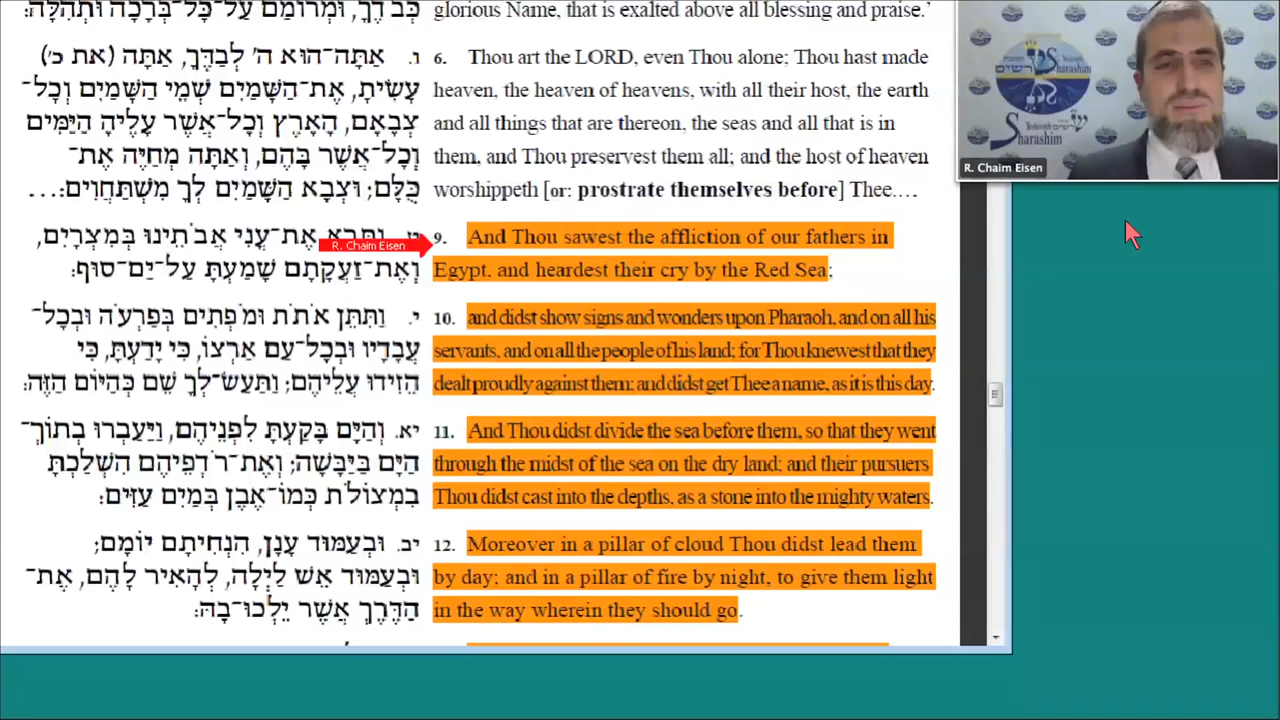 כְּבֹדֶךָ, וּמְרוֹמַם עַל־כָּל־בְּרָכָה וּתְהִלָּה:
ו. אַתָּה־הוּא ה' לְבַדֶּךָ, אַתָּה (את כ')
עָשִׂיתָ, אֶת־הַשָּׁמַיִם שְׁמֵי הַשָּׁמַיִם וְכָל־
צְבָאָם, הָאָרֶץ וְכָל־אֲשֶׁר עָלֶיהָ הַיַּמִּים
וְכָל־אֲשֶׁר בָּהֶם, וְאַתָּה מְחַיֶּה אֶת־
כֻּלָּם; וּצְבָא הַשָּׁמַיִם לְךָ מִשְׁתַּחֲוִים:...
אֶת־עֳנִי אֲבֹתֵינוּ בְּמִצְרָיִם,
וְאֶת־זַעֲקָתָם שָׁמַעְתָּ עַל־יַם־סוּף:
י. וַתִּתֵּן אֹתֹת וּמֹפְתִים בְּפַרְעֹה וּבְכָל־
עֲבָדָיו וּבְכָל־עַם אַרְצוֹ, כִּי יָדַעְתָּ, כִּי
הֵזִידוּ עֲלֵיהֶם; וַתַּעַשׂ־לְךָ שֵׁם כְּהַיּוֹם הַזֶּה:
יא. וְהַיָּם בָּקַעְתָּ לִפְנֵיהֶם, וַיַּעַבְרוּ בְתוֹךְ־
הַיָּם בַּיַּבָּשָׁה; וְאֶת־רֹדְפֵיהֶם הִשְׁלַכְתָּ
בִמְצוֹלֹת כְּמוֹ־אֶבֶן בְּמַיִם עַזִּים:
יב. וּבְעַמּוּד עָנָן, הִנְחִיתָם יוֹמָם;
וּבְעַמּוּד אֵשׁ לַיְלָה, לְהָאִיר לָהֶם, אֶת־
הַדֶּרֶךְ אֲשֶׁר יֵלְכוּ־בָהּ:
glorious Name, that is exalted above all blessing and praise.'
6. Thou art the LORD, even Thou alone; Thou hast made
heaven, the heaven of heavens, with all their host, the earth
and all things that are thereon, the seas and all that is in
them, and Thou preservest them all; and the host of heaven
worshippeth [or: prostrate themselves before] Thee....
R. Chaim Eisen
9. And Thou sawest the affliction of our fathers in
Egypt, and heardest their cry by the Red Sea;
10. and didst show signs and wonders upon Pharaoh, and on all his
servants, and on all the people of his land; for Thou knewest that they
dealt proudly against them; and didst get Thee a name, as it is this day.
11. And Thou didst divide the sea before them, so that they went
through the midst of the sea on the dry land; and their pursuers
Thou didst cast into the depths, as a stone into the mighty waters.
12. Moreover in a pillar of cloud Thou didst lead them
by day; and in a pillar of fire by night, to give them light
in the way wherein they should go.
Yeshivath
Sharashim
R. Chaim Eisen